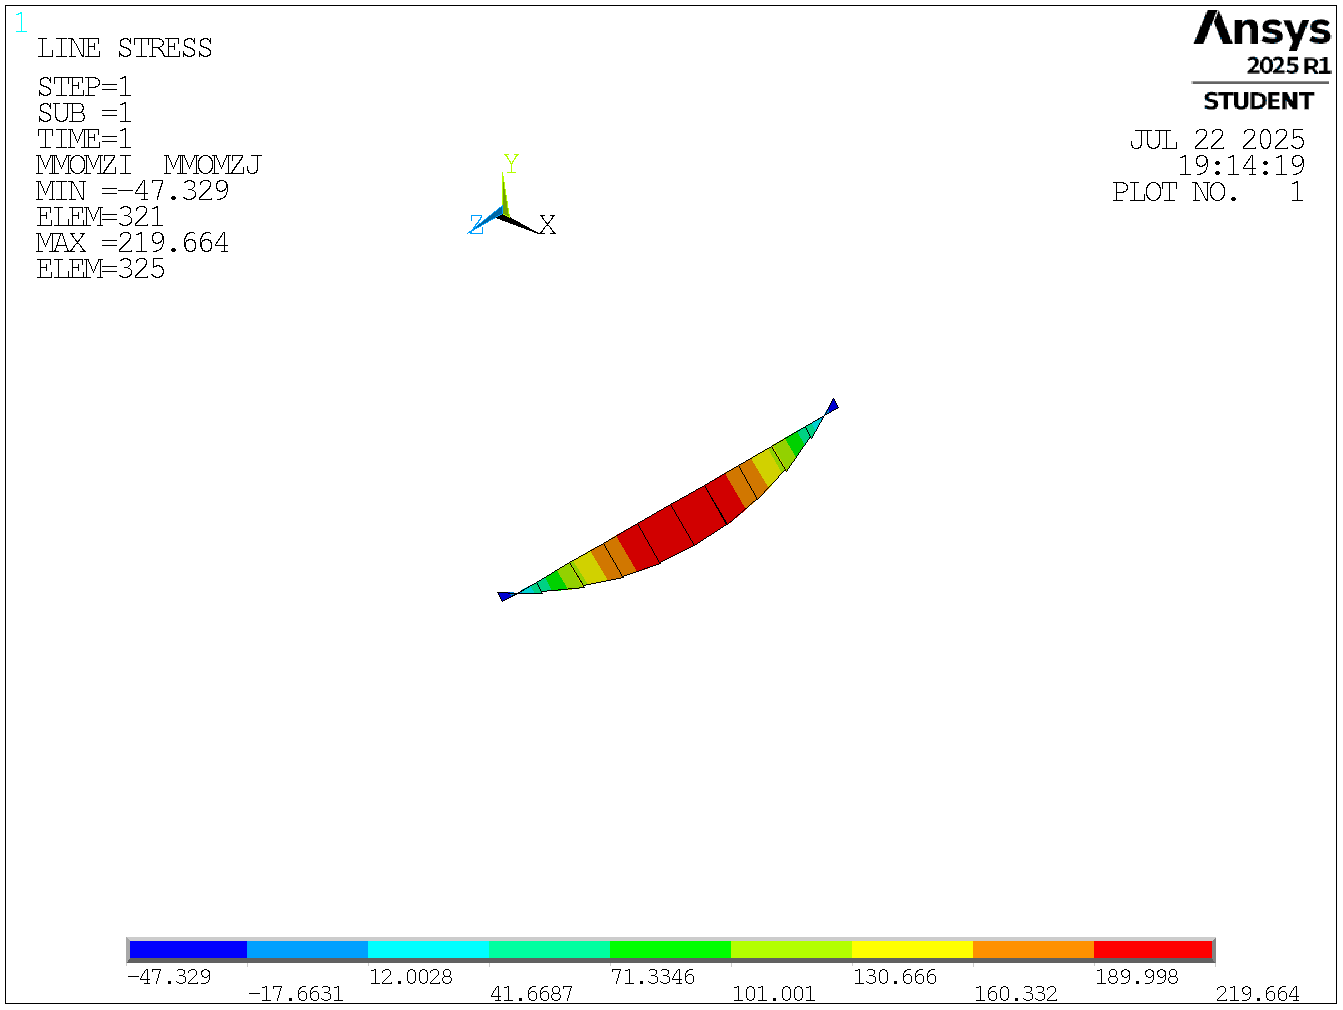 1
LINE STRESS
STEP=1
SUB =1
TIME=1
MMOMZI MMOMZJ
MIN =-47.329
ELEM=321
MAX =219.664
ELEM=325
Ansys
2025 R1
STUDENT
JUL 22 2025
19:14:19
PLOT NO. 1
Y
Z
X
-47.329 12.0028 71.3346 130.666 189.998
-17.6631 41.6687 101.001 160.332 219.664